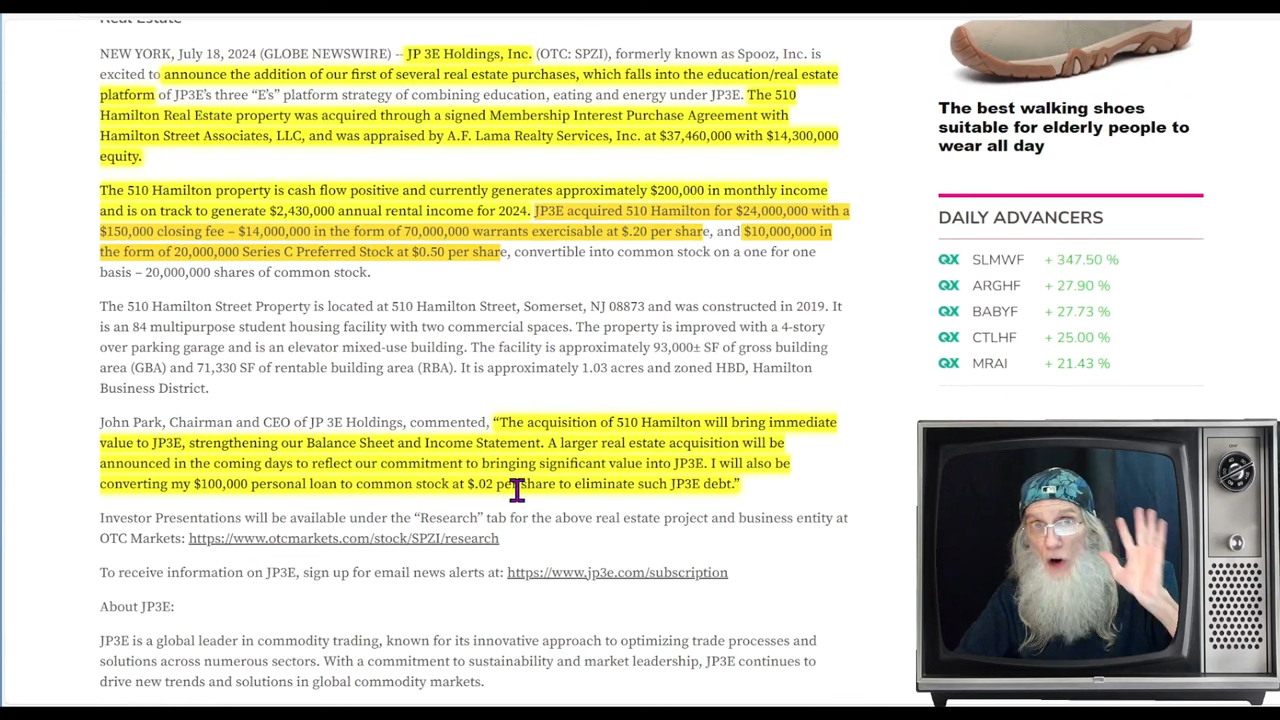 Real Estate
NEW YORK, July 18, 2024 (GLOBE NEWSWIRE) -- JP 3E Holdings, Inc. (OTC: SPZI), formerly known as Spooz, Inc. is
excited to announce the addition of our first of several real estate purchases, which falls into the education/real estate
platform of JP3E’s three “E’s” platform strategy of combining education, eating and energy under JP3E. The 510
Hamilton Real Estate property was acquired through a signed Membership Interest Purchase Agreement with
Hamilton Street Associates, LLC, and was appraised by A.F. Lama Realty Services, Inc. at $37,460,000 with $14,300,000
equity.
The 510 Hamilton property is cash flow positive and currently generates approximately $200,000 in monthly income
and is on track to generate $2,430,000 annual rental income for 2024. JP3E acquired 510 Hamilton for $24,000,000 with a
$150,000 closing fee – $14,000,000 in the form of 70,000,000 warrants exercisable at $.20 per share, and $10,000,000 in
the form of 20,000,000 Series C Preferred Stock at $0.50 per share, convertible into common stock on a one for one
basis – 20,000,000 shares of common stock.
The 510 Hamilton Street Property is located at 510 Hamilton Street, Somerset, NJ 08873 and was constructed in 2019. It
is an 84 multipurpose student housing facility with two commercial spaces. The property is improved with a 4-story
over parking garage and is an elevator mixed-use building. The facility is approximately 93,000± SF of gross building
area (GBA) and 71,330 SF of rentable building area (RBA). It is approximately 1.03 acres and zoned HBD, Hamilton
Business District.
John Park, Chairman and CEO of JP 3E Holdings, commented, “The acquisition of 510 Hamilton will bring immediate
value to JP3E, strengthening our Balance Sheet and Income Statement. A larger real estate acquisition will be
announced in the coming days to reflect our commitment to bringing significant value into JP3E. I will also be
converting my $100,000 personal loan to common stock at $.02 per share to eliminate such JP3E debt.”
Investor Presentations will be available under the “Research” tab for the above real estate project and business entity at
OTC Markets: https://www.otcmarkets.com/stock/SPZI/research
To receive information on JP3E, sign up for email news alerts at: https://www.jp3e.com/subscription
About JP3E:
JP3E is a global leader in commodity trading, known for its innovative approach to optimizing trade processes and
solutions across numerous sectors. With a commitment to sustainability and market leadership, JP3E continues to
drive new trends and solutions in global commodity markets.
The best walking shoes
suitable for elderly people to
wear all day
DAILY ADVANCERS
QX SLMWF + 347.50 %
QX ARGHF + 27.90 %
QX BABYF + 27.73 %
QX CTLHF + 25.00 %
QX MRAI + 21.43 %